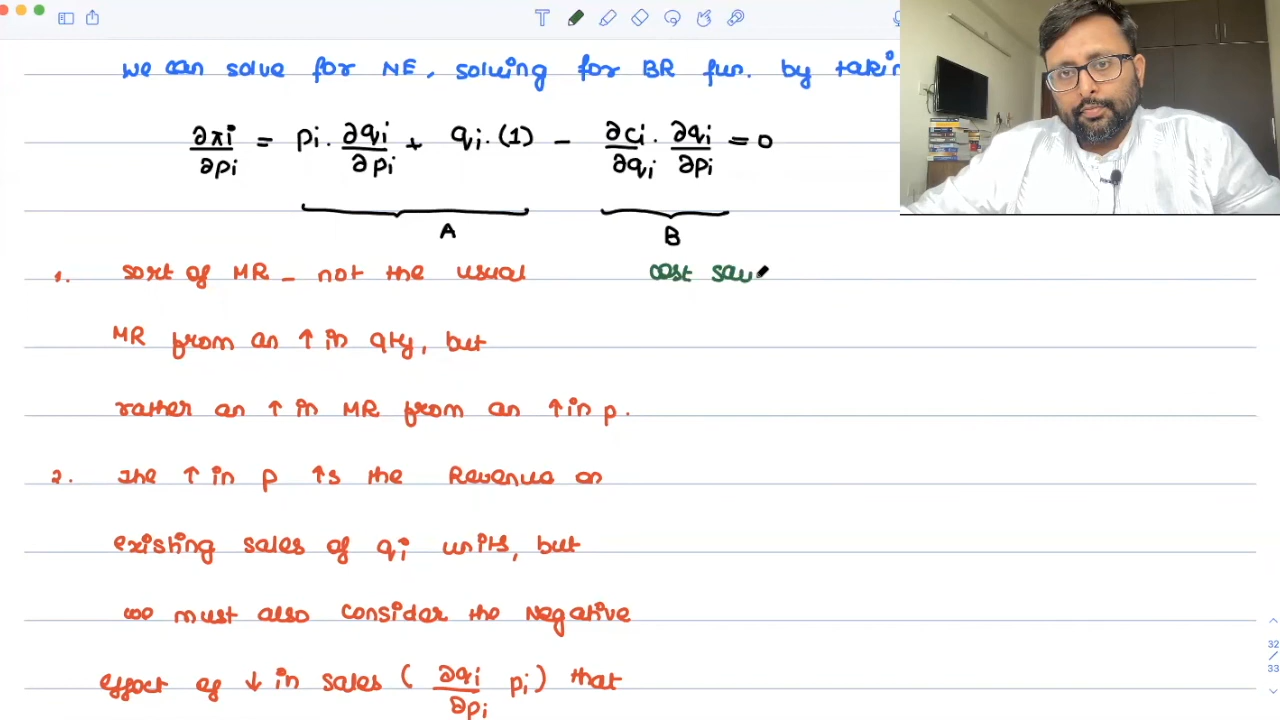 We can solve for NE, solving for BR fun. by takin
∂πi/∂pi = pi · ∂qi/∂pi + qi · (1) − ∂ci/∂qi · ∂qi/∂pi = 0
A B
1. sort of MR – not the usual
cost sav
MR from an ↑ in qty, but
rather an ↑ in MR from an ↑ in p.
2. The ↑ in p ↑s the Revenue on
existing sales of qi units, but
we must also consider the Negative
effect of ↓ in sales ( ∂qi/∂pi pi ) that
32
/
33